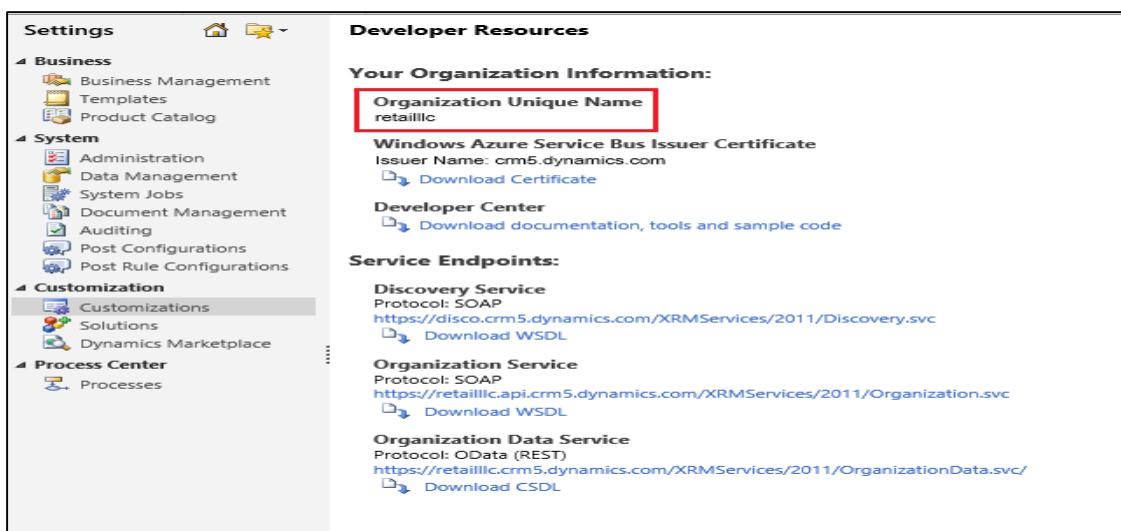 Settings
Business
Business Management
Templates
Product Catalog
System
Administration
Data Management
System Jobs
Document Management
Auditing
Post Configurations
Post Rule Configurations
Customization
Customizations
Solutions
Dynamics Marketplace
Process Center
Processes
Developer Resources
Your Organization Information:
Organization Unique Name
retailllc
Windows Azure Service Bus Issuer Certificate
Issuer Name: crm5.dynamics.com
Download Certificate
Developer Center
Download documentation, tools and sample code
Service Endpoints:
Discovery Service
Protocol: SOAP
https://disco.crm5.dynamics.com/XRMServices/2011/Discovery.svc
Download WSDL
Organization Service
Protocol: SOAP
https://retailllc.api.crm5.dynamics.com/XRMServices/2011/Organization.svc
Download WSDL
Organization Data Service
Protocol: OData (REST)
https://retailllc.crm5.dynamics.com/XRMServices/2011/OrganizationData.svc/
Download CSDL